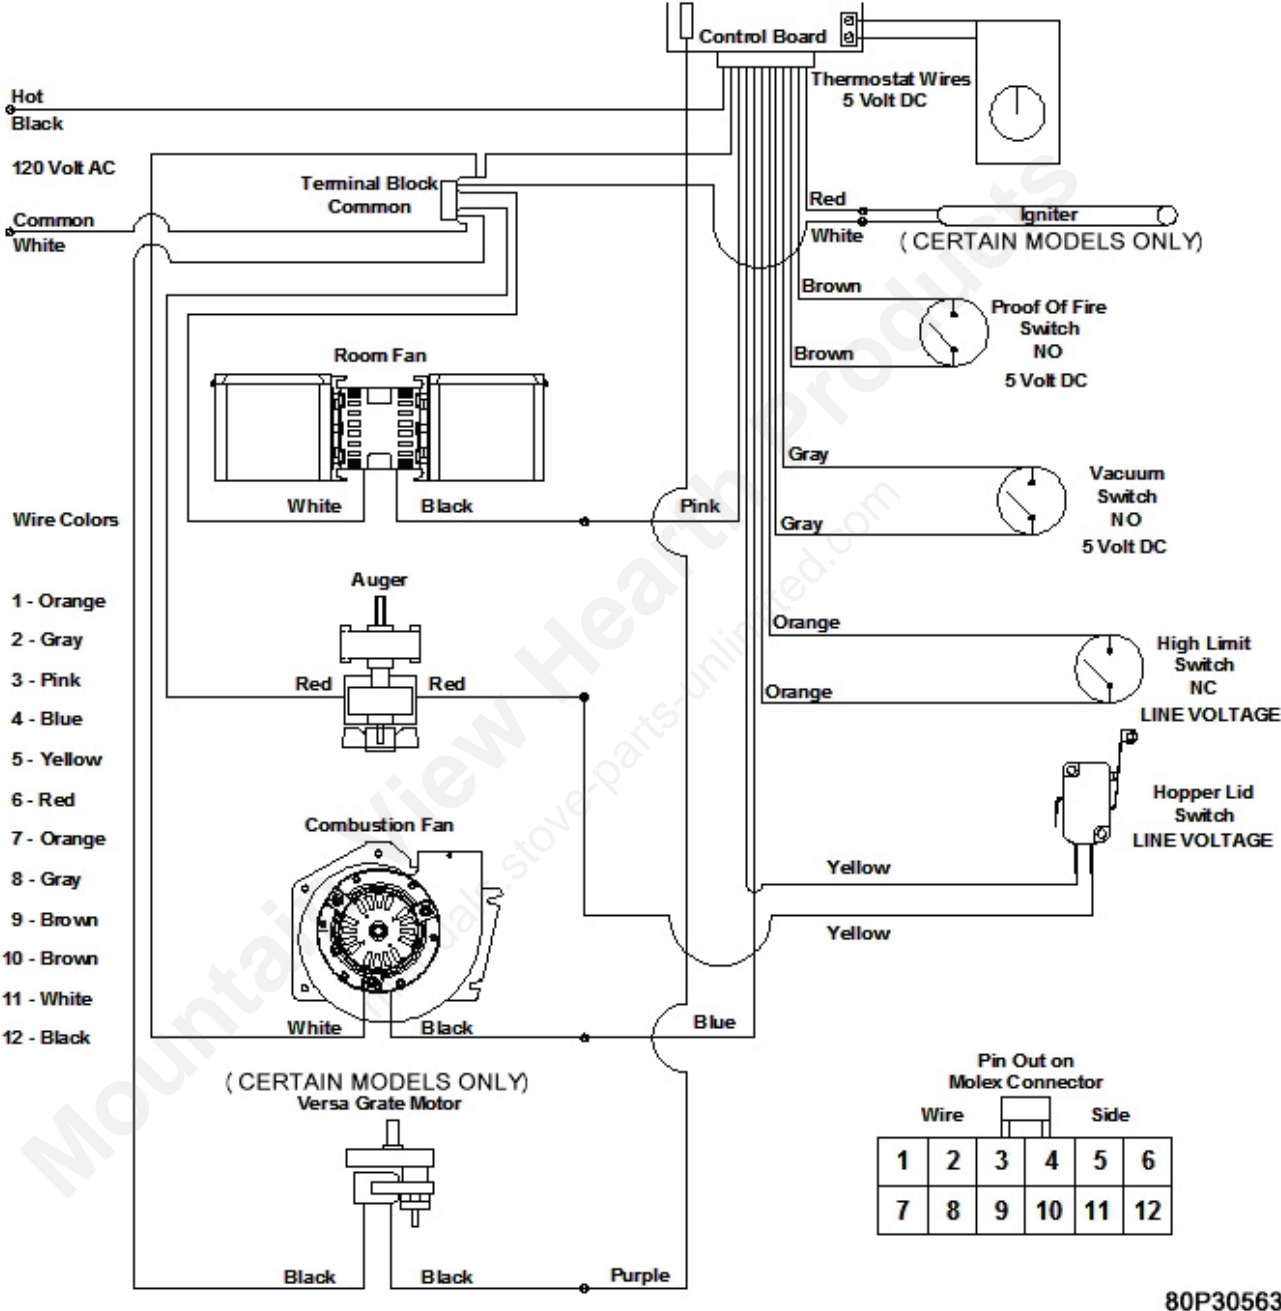 Control Board
Thermostat Wires
5 Volt DC
Hot
Black
120 Volt AC
Terminal Block
Common
Common
White
Red
White
Igniter
( CERTAIN MODELS ONLY)
Brown
Brown
Proof Of Fire
Switch
NO
5 Volt DC
Room Fan
White
Black
Pink
Gray
Gray
Vacuum
Switch
NO
5 Volt DC
Wire Colors
1 - Orange
2 - Gray
3 - Pink
4 - Blue
5 - Yellow
6 - Red
7 - Orange
8 - Gray
9 - Brown
10 - Brown
11 - White
12 - Black
Auger
Red
Red
Orange
Orange
High Limit
Switch
NC
LINE VOLTAGE
Hopper Lid
Switch
LINE VOLTAGE
Combustion Fan
Yellow
Yellow
White
Black
Blue
( CERTAIN MODELS ONLY)
Versa Grate Motor
Black
Black
Purple
Pin Out on
Molex Connector
Wire Side
1 2 3 4 5 6
7 8 9 10 11 12
80P30563
Mountain View Hearth Products
.stove-parts-unlimited.com